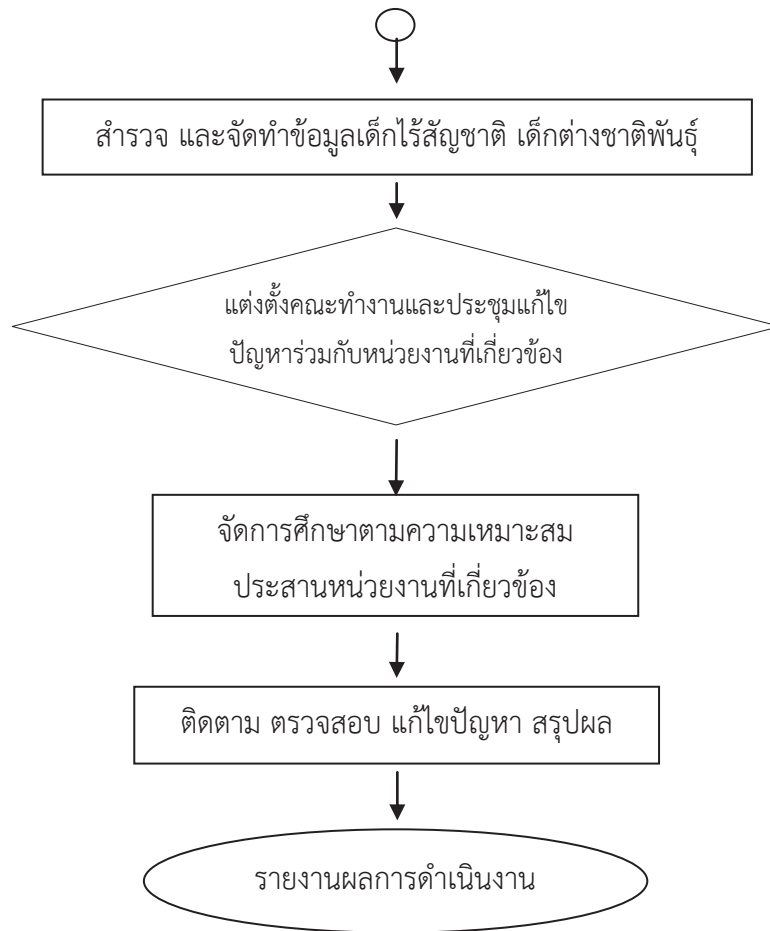 สำรวจ และจัดทำข้อมูลเด็กไร้สัญชาติ เด็กต่างชาติพันธุ์
แต่งตั้งคณะทำงานและประชุมแก้ไข
ปัญหาร่วมกับหน่วยงานที่เกี่ยวข้อง
จัดการศึกษาตามความเหมาะสม
ประสานหน่วยงานที่เกี่ยวข้อง
ติดตาม ตรวจสอบ แก้ไขปัญหา สรุปผล
รายงานผลการดำเนินงาน